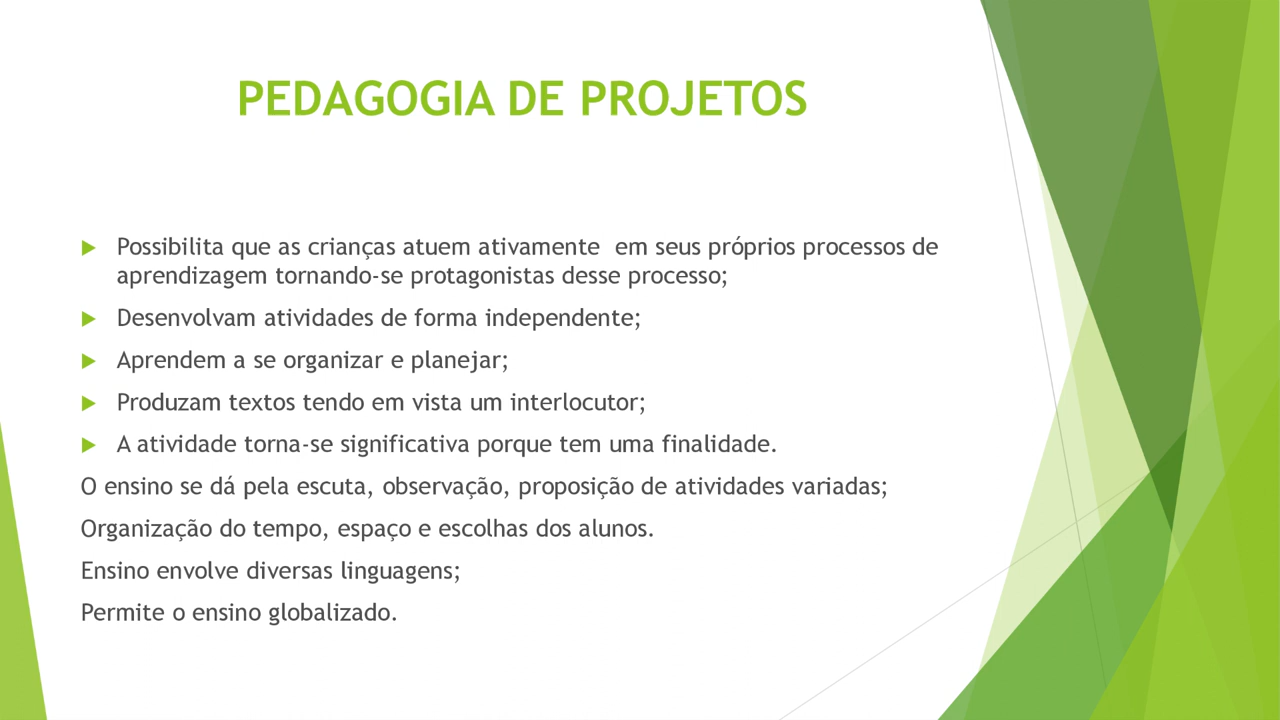 PEDAGOGIA DE PROJETOS
Possibilita que as crianças atuem ativamente  em seus próprios processos de
aprendizagem tornando-se protagonistas desse processo;
Desenvolvam atividades de forma independente;
Aprendem a se organizar e planejar;
Produzam textos tendo em vista um interlocutor;
A atividade torna-se significativa porque tem uma finalidade.
O ensino se dá pela escuta, observação, proposição de atividades variadas;
Organização do tempo, espaço e escolhas dos alunos.
Ensino envolve diversas linguagens;
Permite o ensino globalizado.